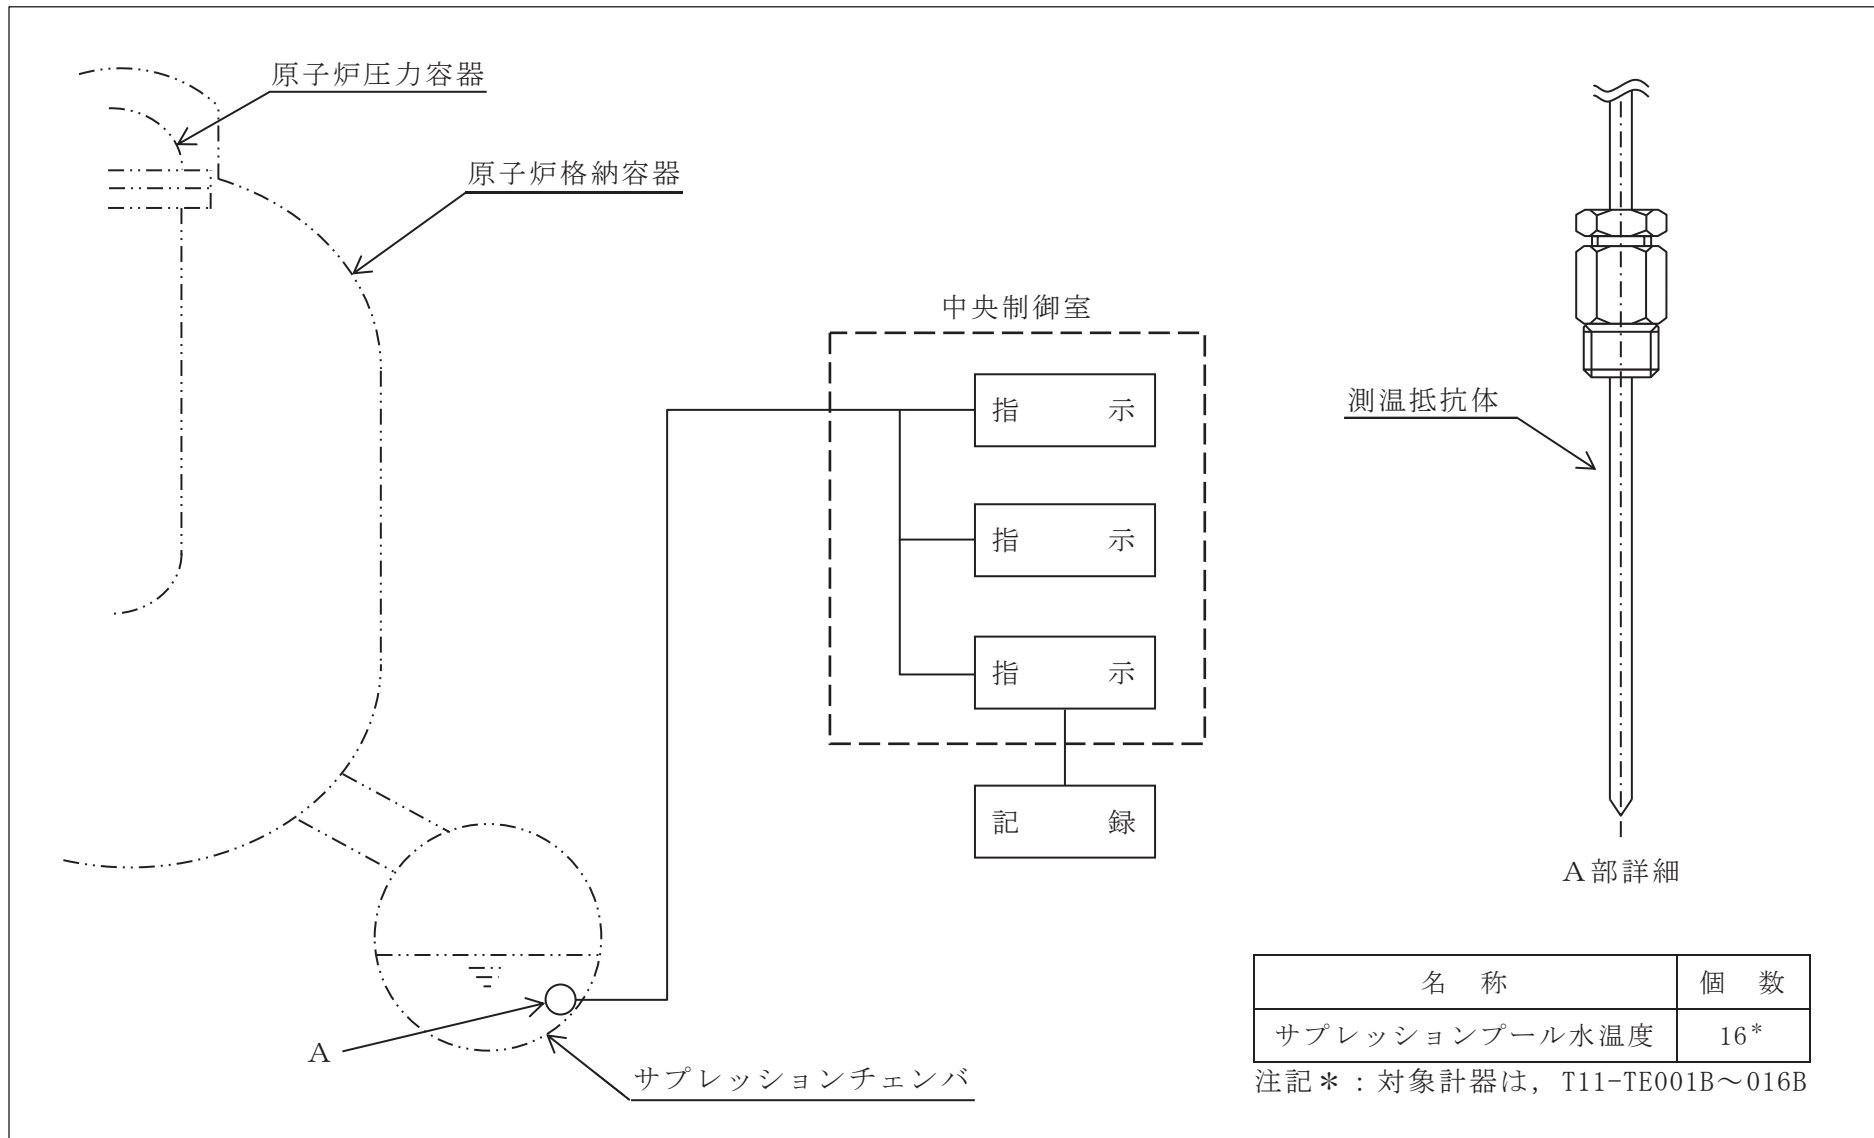 原子炉圧力容器
原子炉格納容器
中央制御室
指 示
指 示
指 示
記 録
測温抵抗体
A部詳細
A
サプレッションチェンバ
名 称 個 数
サプレッションプール水温度 16*
注記＊：対象計器は，T11-TE001B～016B